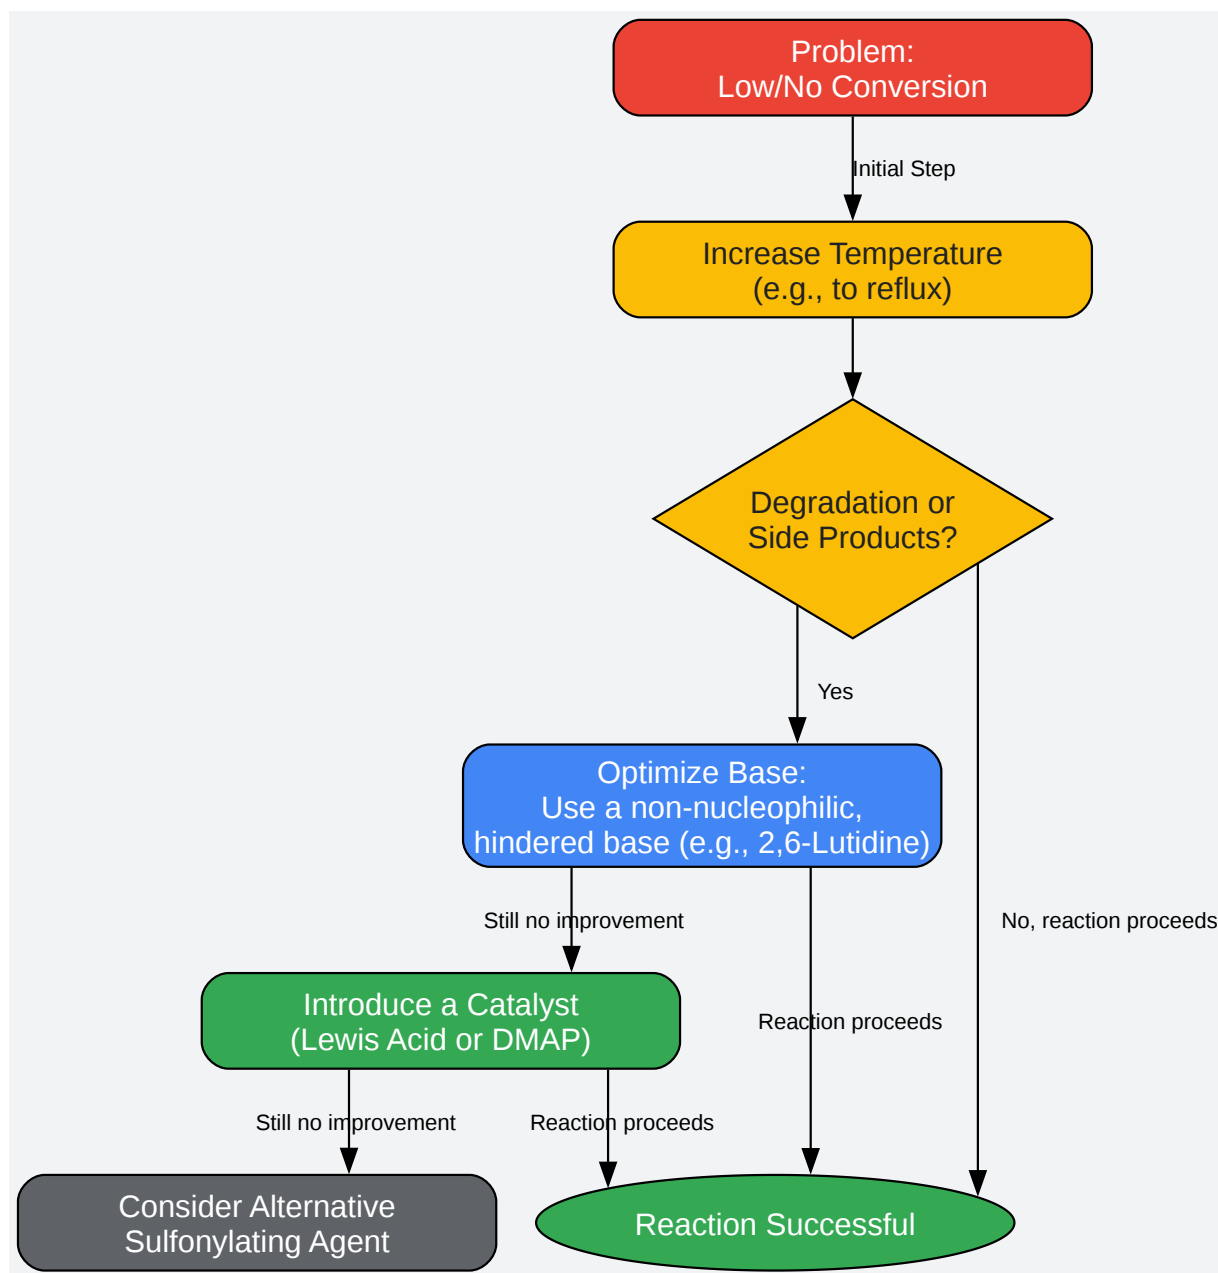 Problem:
Low/No Conversion
Initial Step
Increase Temperature
(e.g., to reflux)
Degradation or
Side Products?
Yes
Optimize Base:
Use a non-nucleophilic,
hindered base (e.g., 2,6-Lutidine)
Still no improvement
No, reaction proceeds
Introduce a Catalyst
(Lewis Acid or DMAP)
Reaction proceeds
Still no improvement
Reaction proceeds
Consider Alternative
Sulfonylating Agent
Reaction Successful